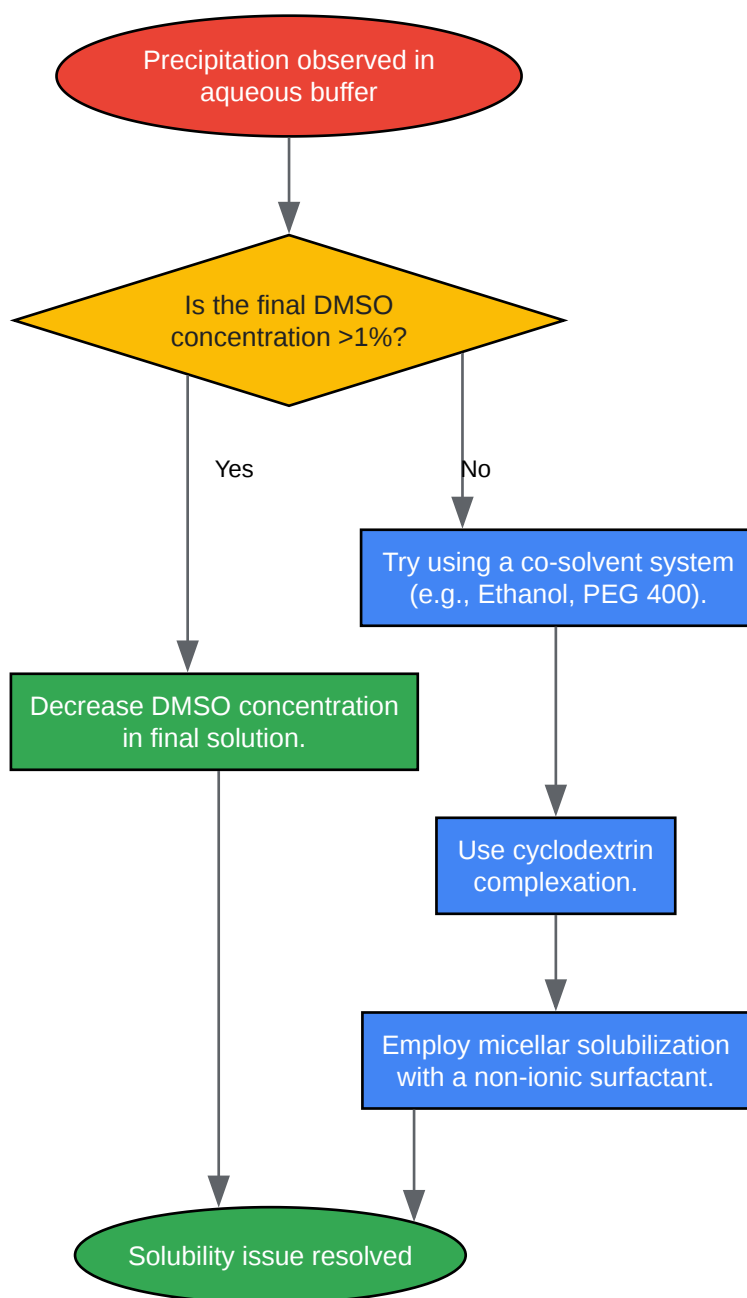 Precipitation observed in
aqueous buffer
Is the final DMSO
concentration >1%?
Yes
No
Try using a co-solvent system
(e.g., Ethanol, PEG 400).
Decrease DMSO concentration
in final solution.
Use cyclodextrin
complexation.
Employ micellar solubilization
with a non-ionic surfactant.
Solubility issue resolved